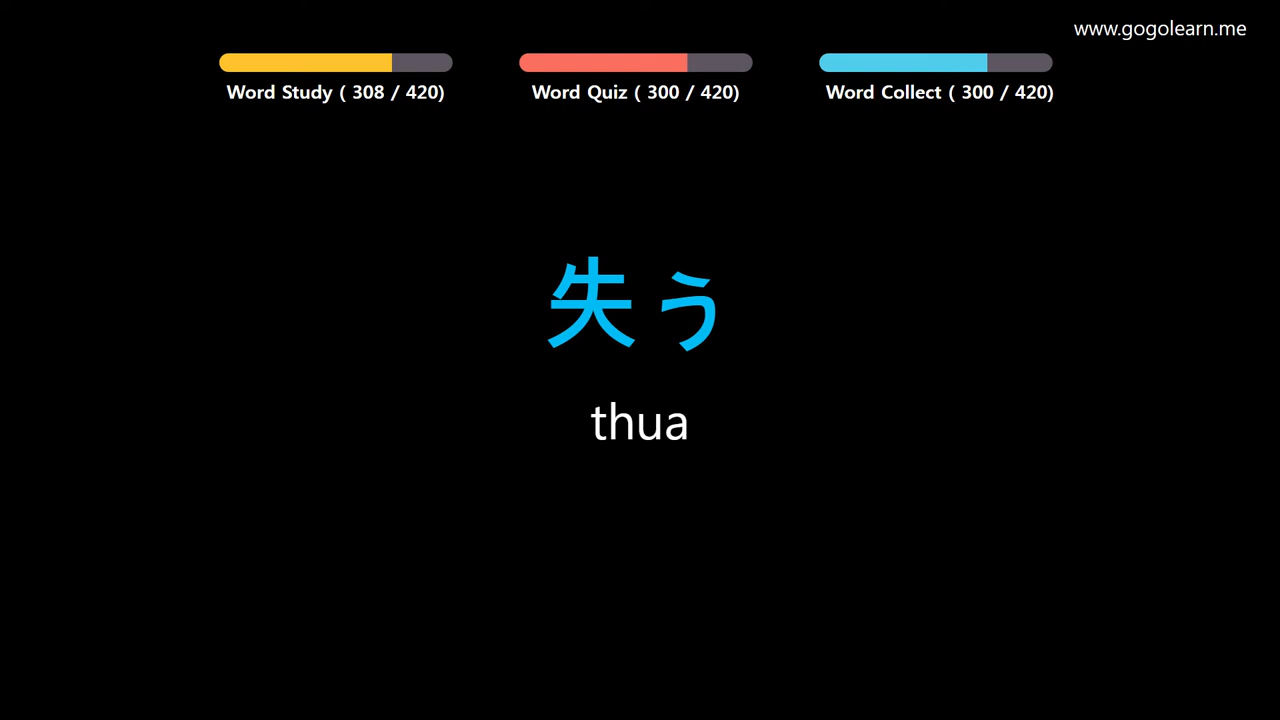 www.gogolearn.me
Word Study ( 308 / 420)
Word Quiz ( 300 / 420)
Word Collect ( 300 / 420)
失う
thua